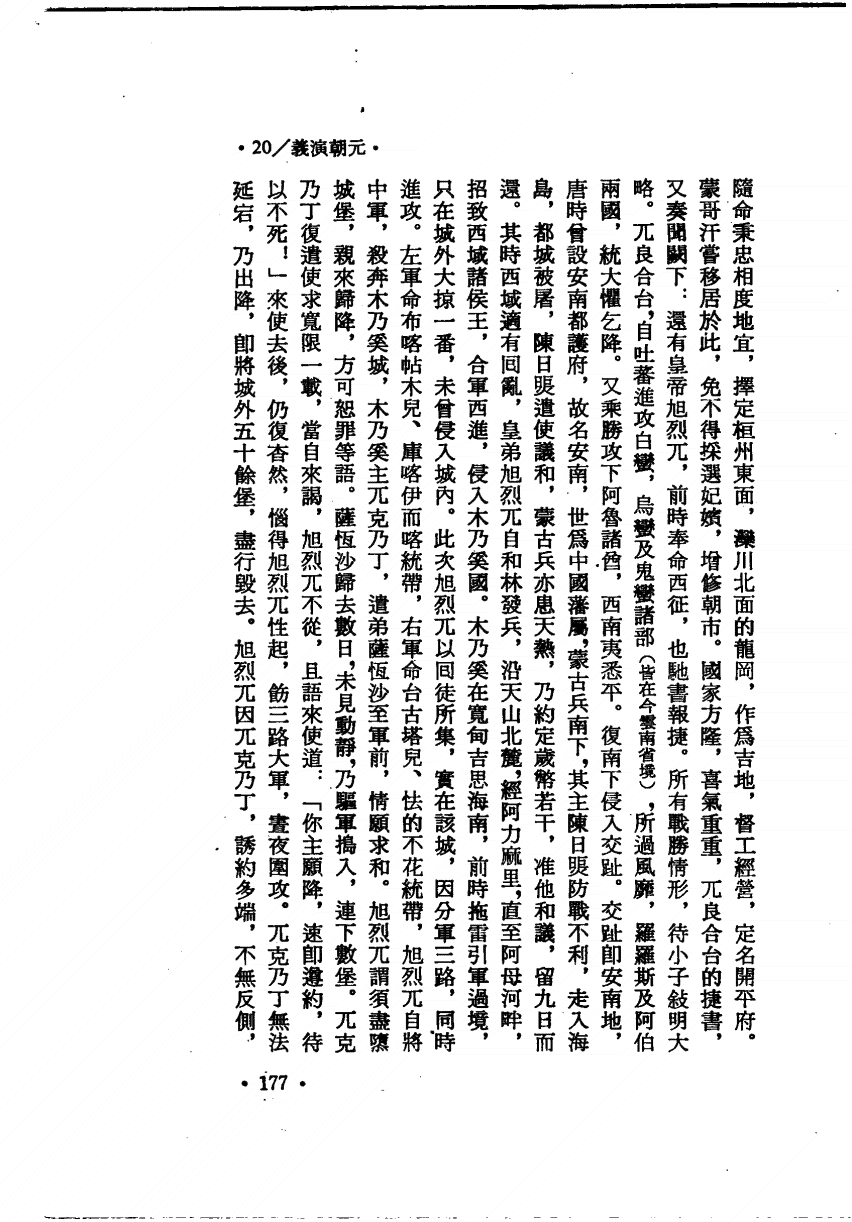 •20/義演朝元•
隨命秉忠相度地宜，擇定桓州東面，灤川北面的龍岡，作爲吉地，督工經營，定名開平府。
蒙哥汗嘗移居於此，免不得採選妃嬪，增修朝市。國家方隆，喜氣重重，兀良合台的捷書，
又奏聞闕下：還有皇帝旭烈兀，前時奉命西征，也馳書報捷。所有戰勝情形，待小子敍明大
略。兀良合台，自吐蕃進攻白蠻，烏蠻及鬼蠻諸部（皆在今雲南省境），所過風靡，羅羅斯及阿伯
兩國，統大懼乞降。又乘勝攻下阿魯諸酋，西南夷悉平。復南下侵入交趾。交趾卽安南地，
唐時曾設安南都護府，故名安南，世爲中國藩屬，蒙古兵南下，其主陳日煚防戰不利，走入海
島，都城被屠，陳日煚遣使議和，蒙古兵亦患天熱，乃約定歲幣若干，准他和議，留九日而
還。其時西域適有回亂，皇弟旭烈兀自和林發兵，沿天山北麓，經阿力麻里，直至阿母河畔，
招致西域諸侯王，合軍西進，侵入木乃奚國。木乃奚在寬甸吉思海南，前時拖雷引軍過境，
只在城外大掠一番，未曾侵入城內。此次旭烈兀以回徒所集，實在該城，因分軍三路，同時
進攻。左軍命布喀帖木兒、庫喀伊而喀統帶，右軍命台古塔兒、怯的不花統帶，旭烈兀自將
中軍，殺奔木乃奚城，木乃奚主兀克乃丁，遣弟薩恆沙至軍前，情願求和。旭烈兀謂須盡隳
城堡，親來歸降，方可恕罪等語。薩恆沙歸去數日，未見動靜，乃驅軍搗入，連下數堡。兀克
乃丁復遣使求寬限一載，當自來謁，旭烈兀不從，且語來使道：「你主願降，速卽遵約，待
以不死！」來使去後，仍復杳然，惱得旭烈兀性起，飭三路大軍，晝夜圍攻。兀克乃丁無法
延宕，乃出降，卽將城外五十餘堡，盡行毀去。旭烈兀因兀克乃丁，誘約多端，不無反側，
•177•